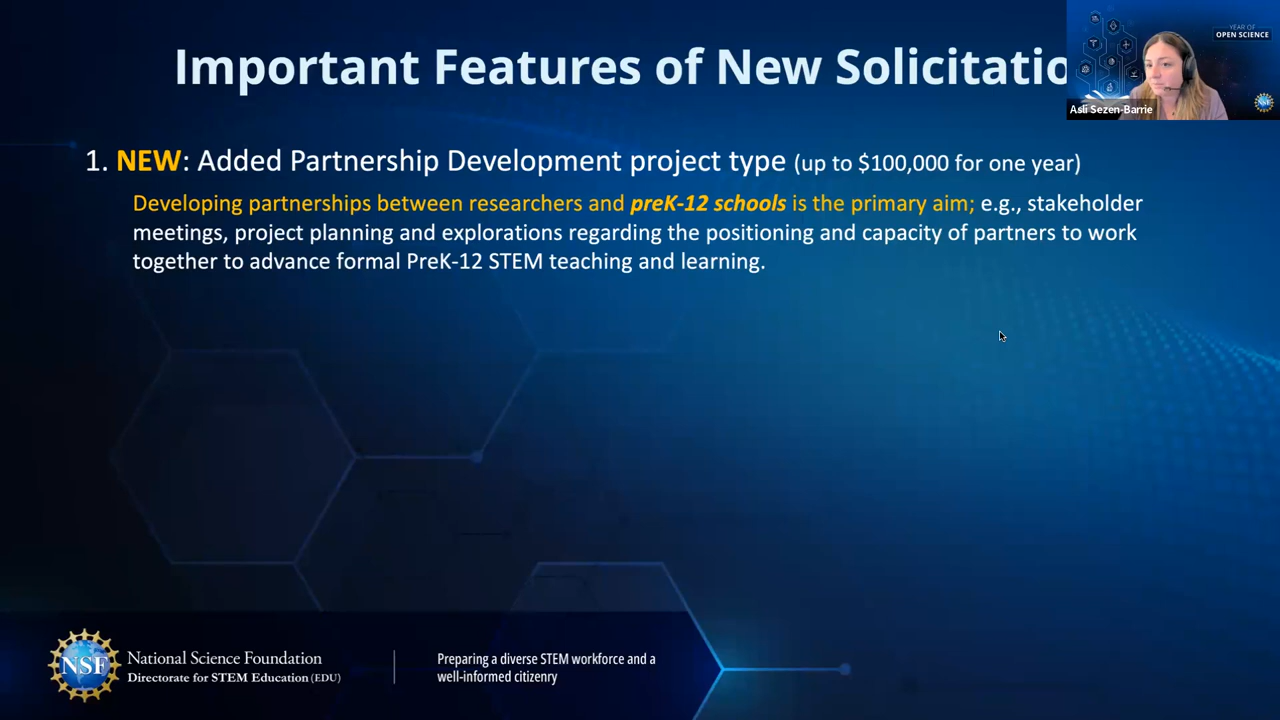 Important Features of New Solicitatio
YEAR OF
OPEN SCIENCE
Asli Sezen-Barrie
1. NEW: Added Partnership Development project type (up to $100,000 for one year)
Developing partnerships between researchers and preK-12 schools is the primary aim; e.g., stakeholder
meetings, project planning and explorations regarding the positioning and capacity of partners to work
together to advance formal PreK-12 STEM teaching and learning.
NSF
National Science Foundation
Directorate for STEM Education (EDU)
Preparing a diverse STEM workforce and a
well-informed citizenry